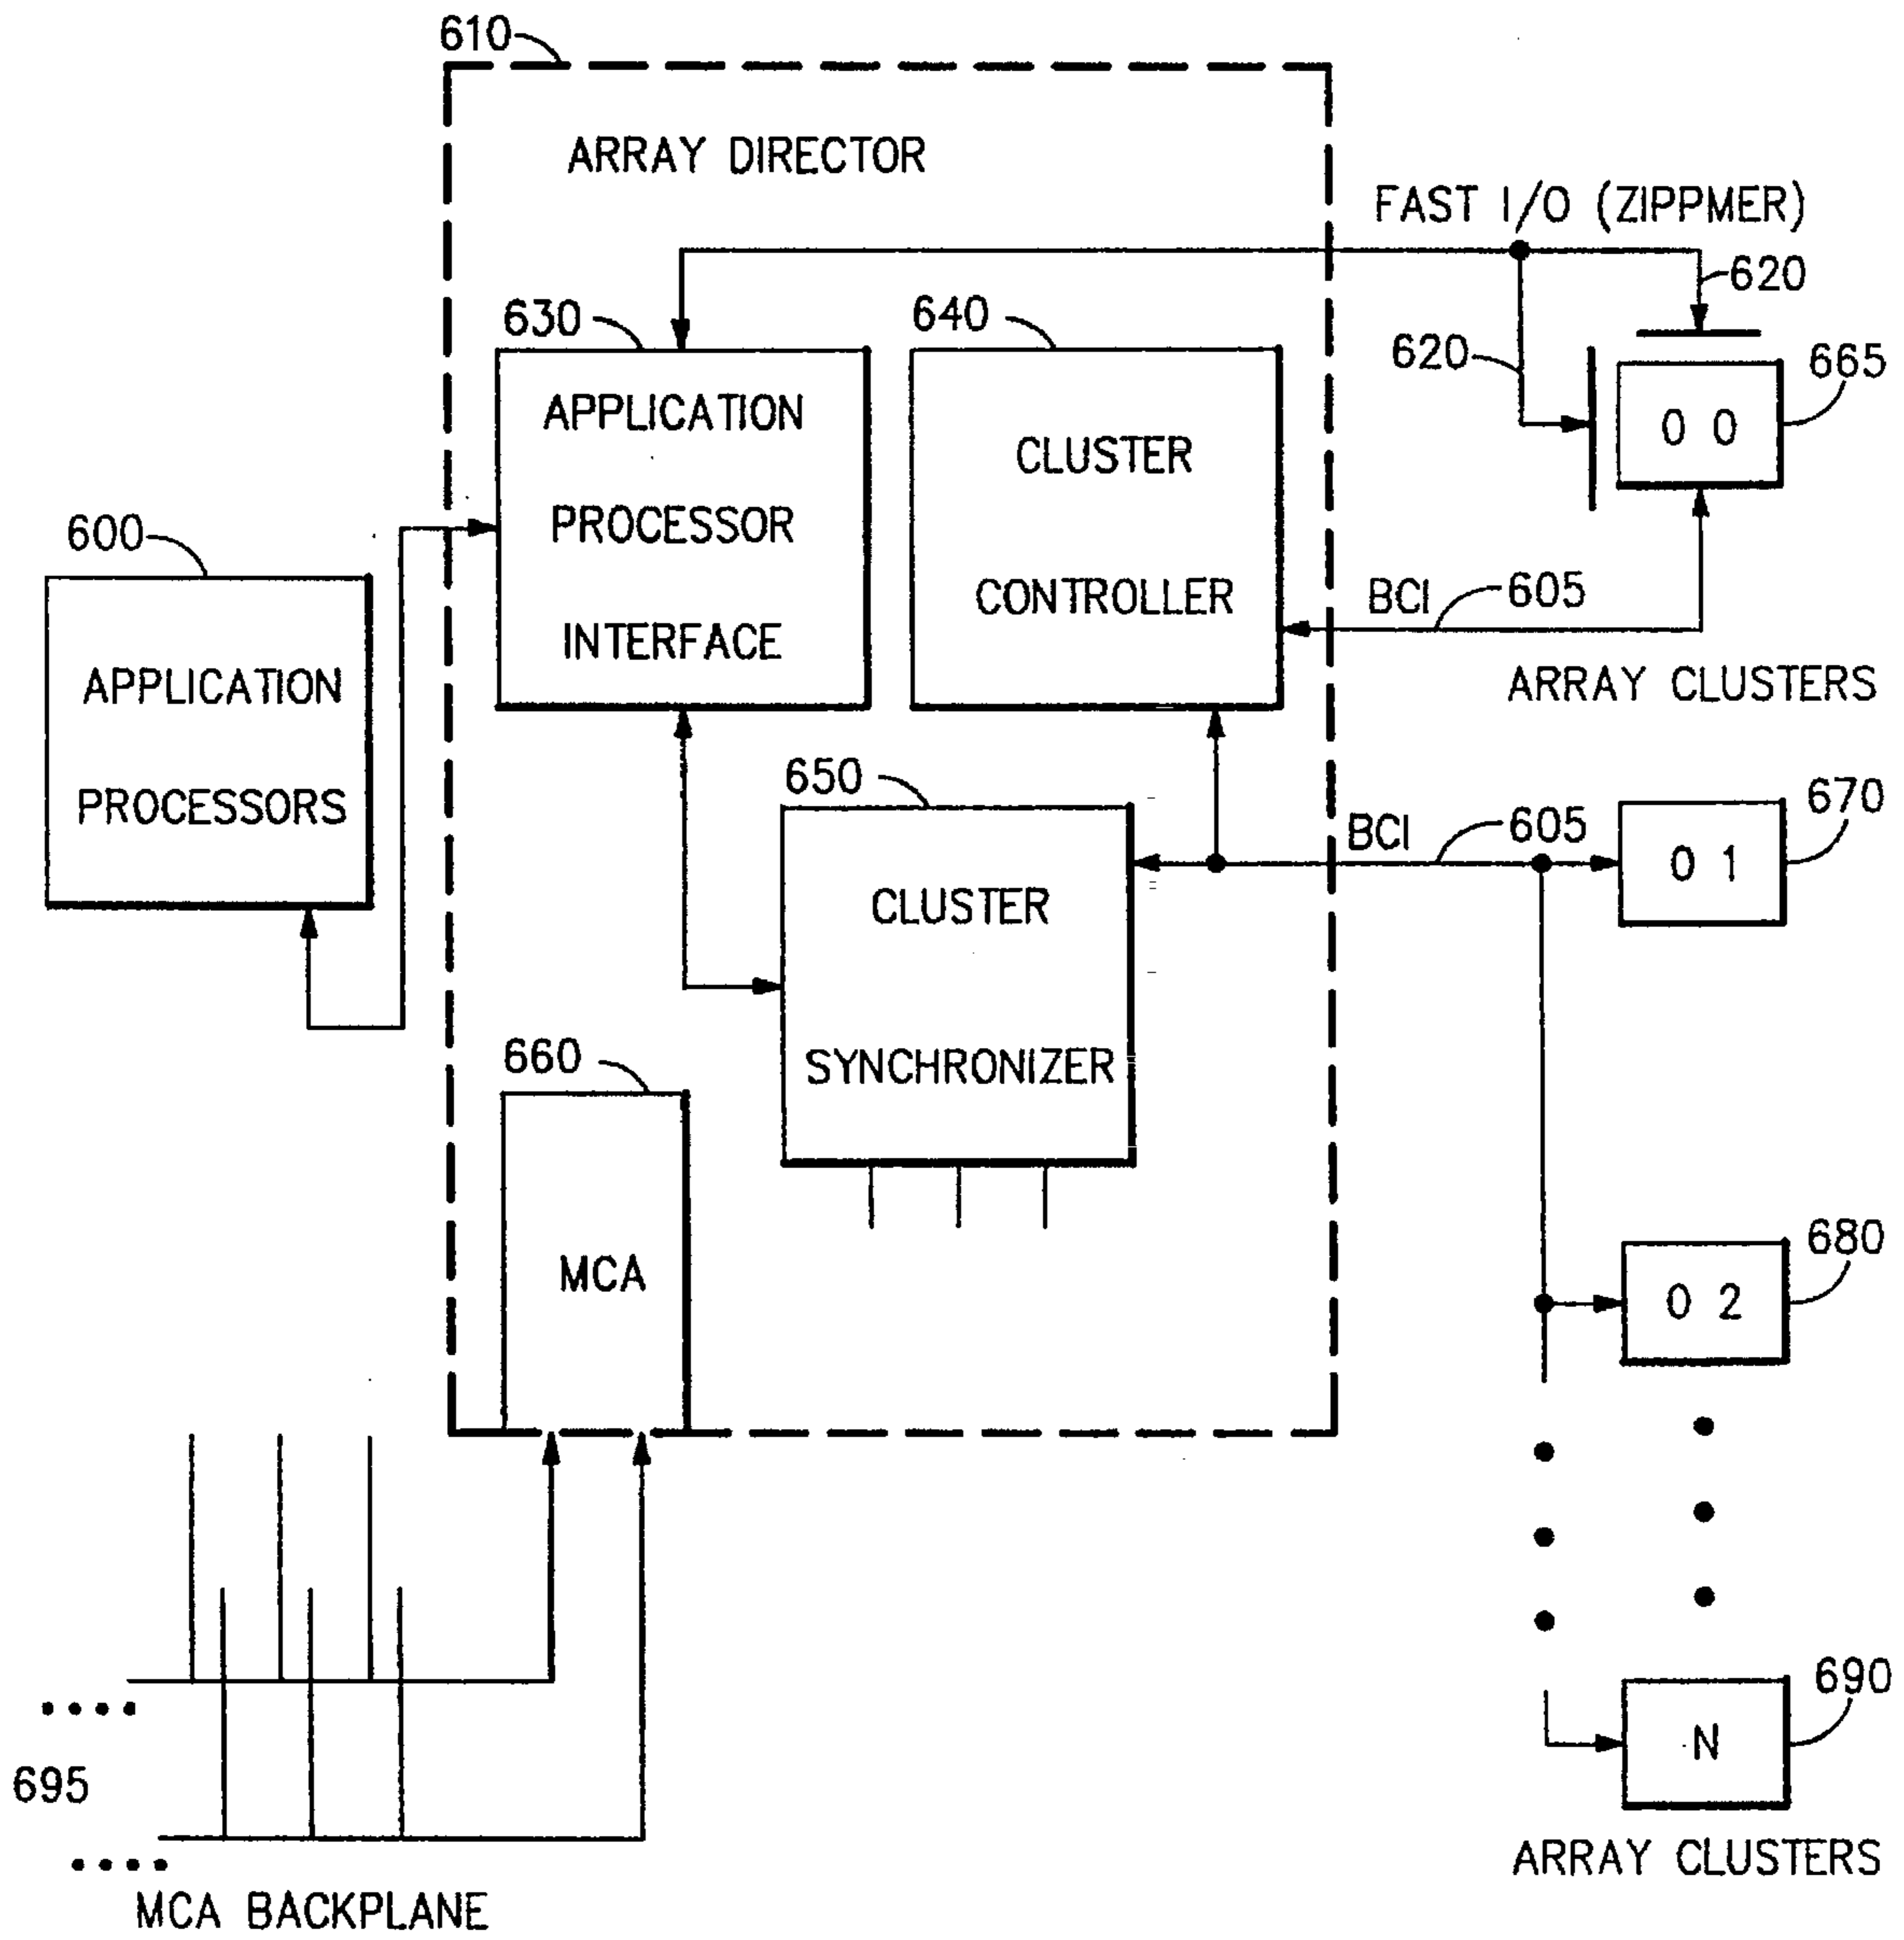 610
ARRAY DIRECTOR
FAST I/O (ZIPPMER)
620
630
640
620
665
APPLICATION
PROCESSOR
INTERFACE
CLUSTER
CONTROLLER
0 0
600
APPLICATION
PROCESSORS
BCI
605
ARRAY CLUSTERS
650
CLUSTER
SYNCHRONIZER
BCI
605
670
0 1
660
MCA
680
0 2
690
N
695
ARRAY CLUSTERS
MCA BACKPLANE